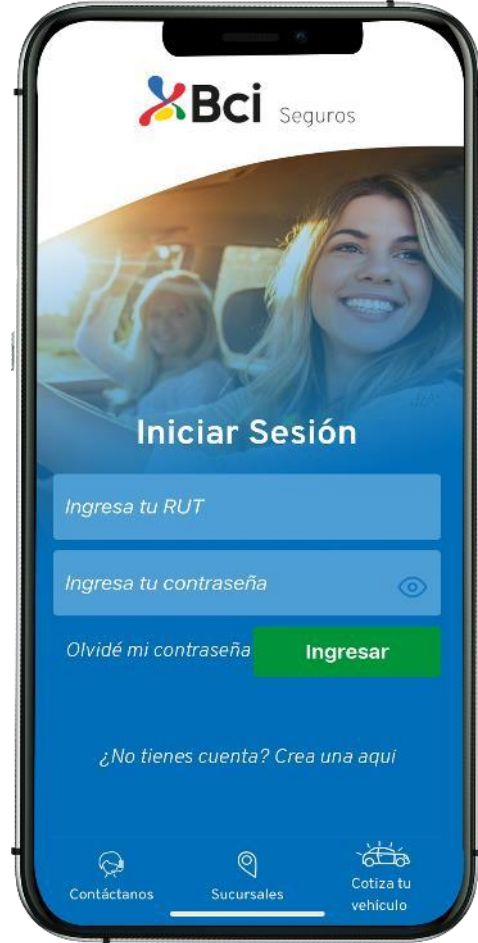 Bci Seguros
Iniciar Sesión
Ingresa tu RUT
Ingresa tu contraseña
Olvidé mi contraseña
Ingresar
¿No tienes cuenta? Crea una aqui
Contáctanos
Sucursales
Cotiza tu
vehiculo